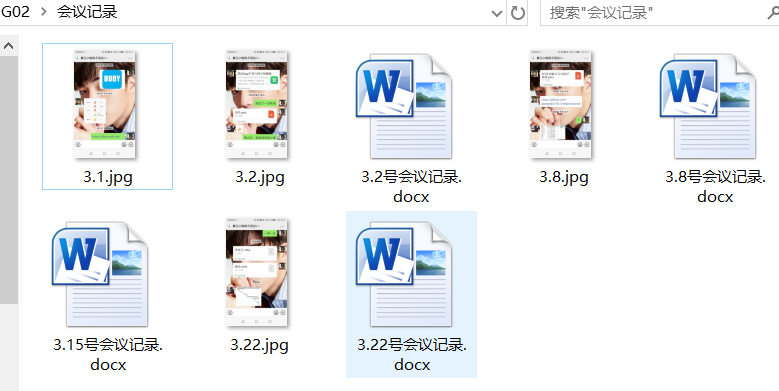 G02 会议记录
搜索"会议记录"
BUBY
3.1.jpg
3.2.jpg
3.2号会议记录.
docx
3.8.jpg
3.8号会议记录.
docx
3.15号会议记录.
docx
3.22.jpg
3.22号会议记录.
docx